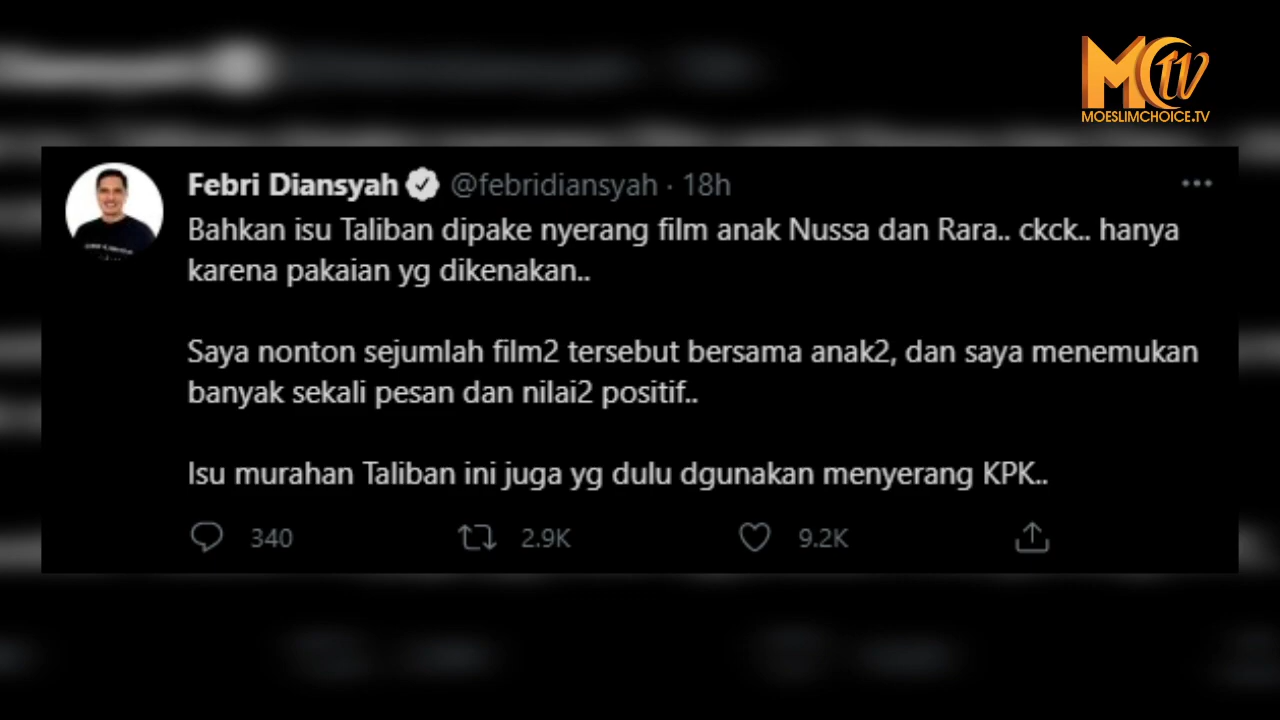 MCTV
MOESLIMCHOICE.TV
Febri Diansyah @febridiansyah · 18h
Bahkan isu Taliban dipake nyerang film anak Nussa dan Rara.. ckck.. hanya
karena pakaian yg dikenakan..
Saya nonton sejumlah film2 tersebut bersama anak2, dan saya menemukan
banyak sekali pesan dan nilai2 positif..
Isu murahan Taliban ini juga yg dulu dgunakan menyerang KPK..
340 2.9K 9.2K